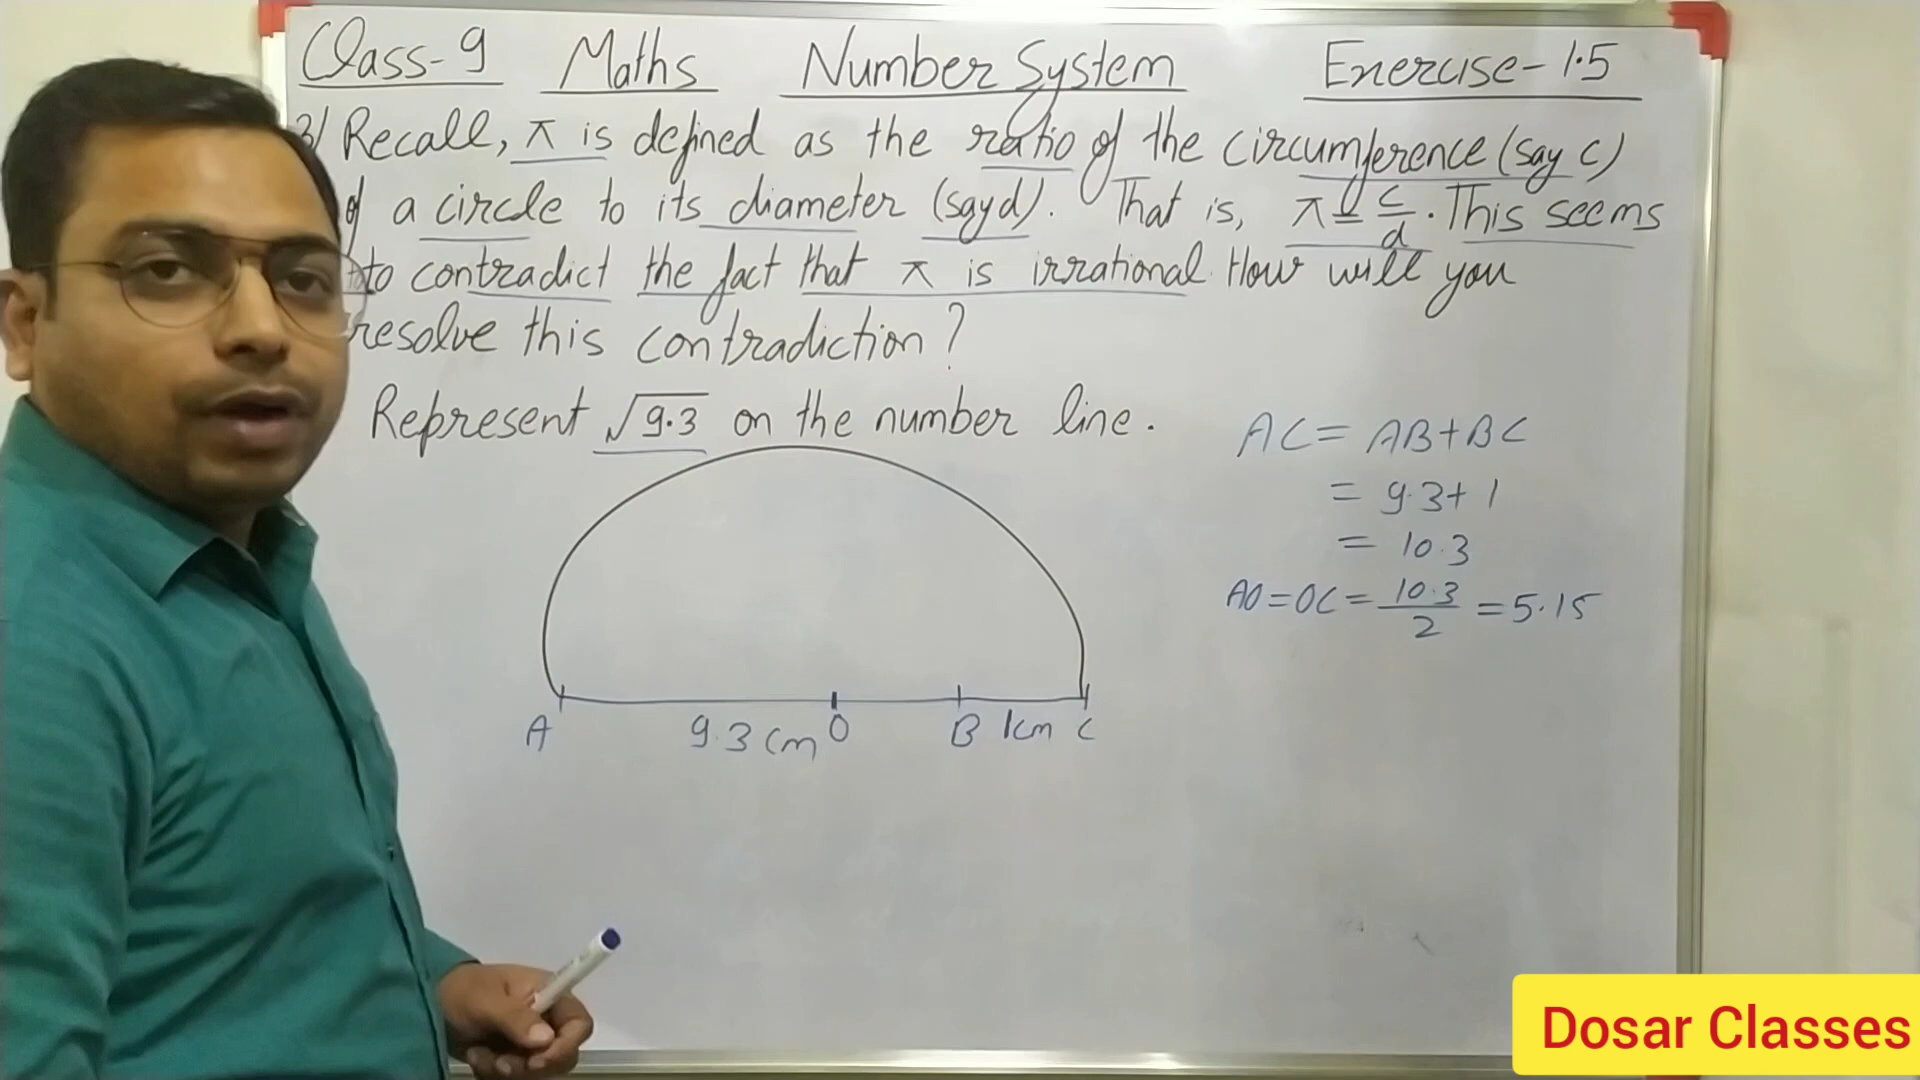 Class-9 Maths Number System Exercise-1.5
3) Recall, π is defined as the ratio of the circumference (say c)
of a circle to its diameter (say d). That is, π = c/d. This seems
to contradict the fact that π is irrational. How will you
resolve this contradiction?
Represent √9.3 on the number line.
AC = AB+BC
= 9.3+1
= 10.3
AO=OC= 10.3/2 = 5.15
A 9.3 cm O B 1cm C
Dosar Classes